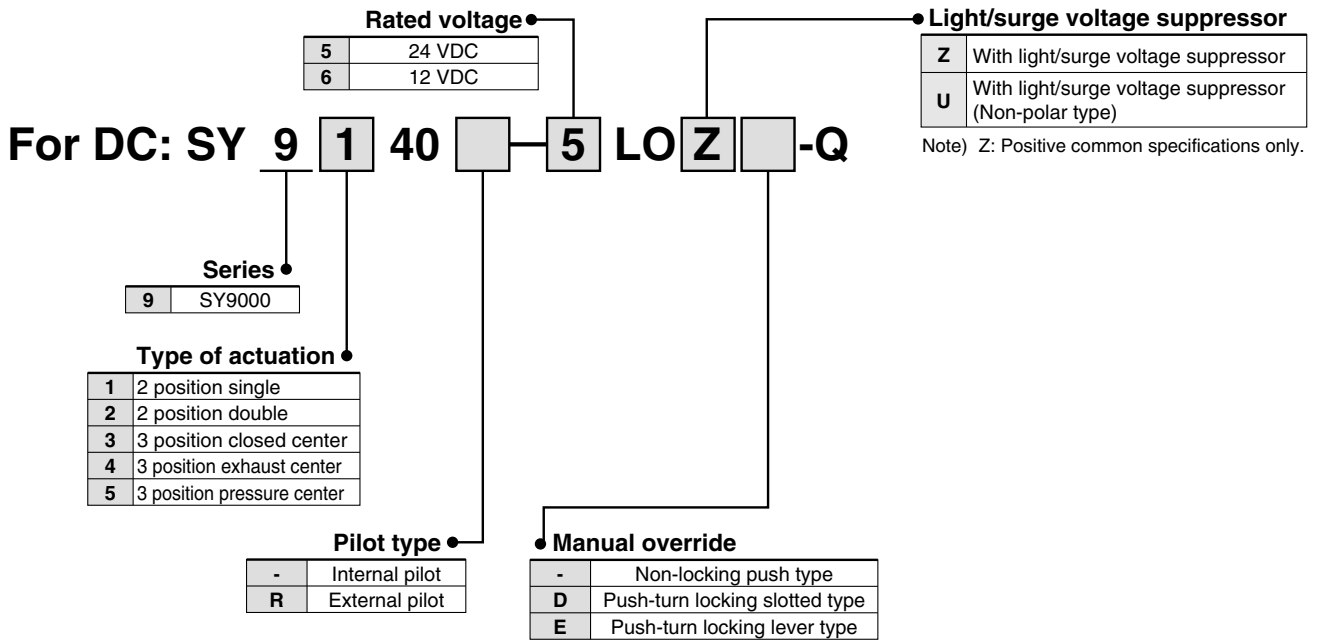 Rated voltage
5 24 VDC
6 12 VDC
Light/surge voltage suppressor
Z With light/surge voltage suppressor
U With light/surge voltage suppressor
(Non-polar type)
Note) Z: Positive common specifications only.
For DC: SY 9 1 40 - 5 LO Z -Q
Series
9 SY9000
Type of actuation
1 2 position single
2 2 position double
3 3 position closed center
4 3 position exhaust center
5 3 position pressure center
Pilot type
- Internal pilot
R External pilot
Manual override
- Non-locking push type
D Push-turn locking slotted type
E Push-turn locking lever type